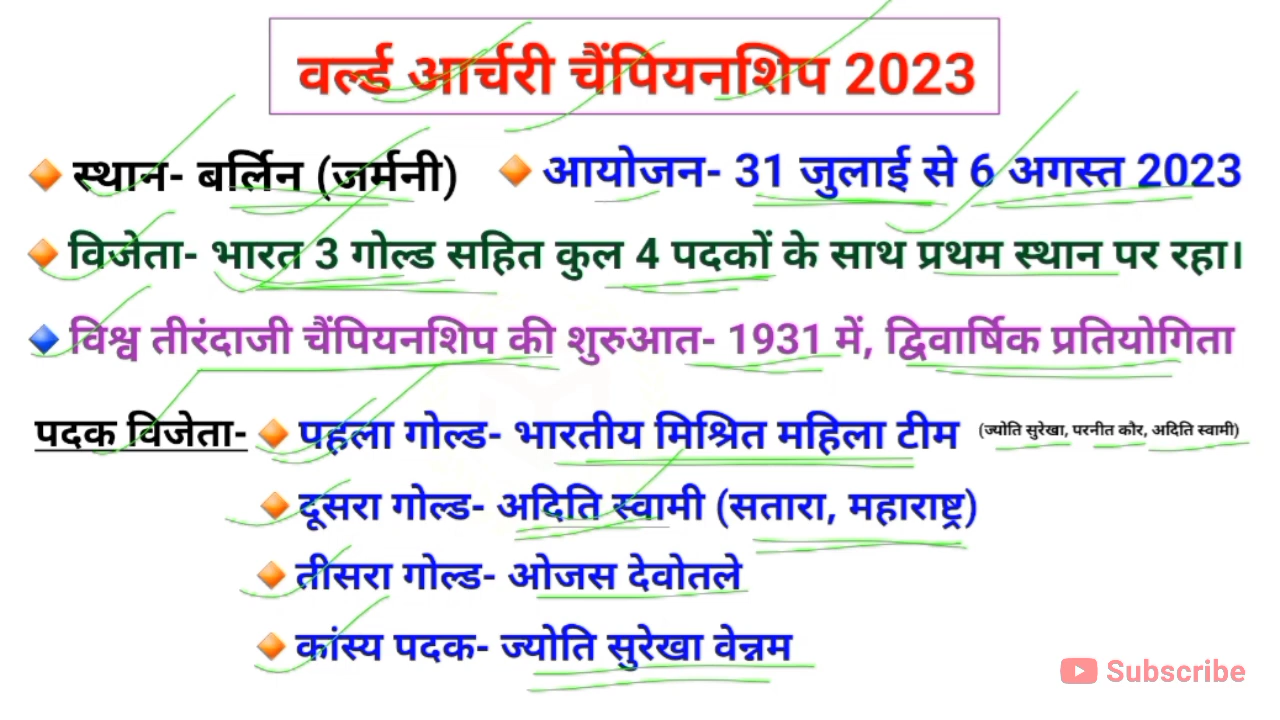 वर्ल्ड आर्चरी चैंपियनशिप 2023
स्थान- बर्लिन (जर्मनी) आयोजन- 31 जुलाई से 6 अगस्त 2023
विजेता- भारत 3 गोल्ड सहित कुल 4 पदकों के साथ प्रथम स्थान पर रहा।
विश्व तीरंदाजी चैंपियनशिप की शुरुआत- 1931 में, द्विवार्षिक प्रतियोगिता
पदक विजेता- पहला गोल्ड- भारतीय मिश्रित महिला टीम (ज्योति सुरेखा, परनीत कौर, अदिति स्वामी)
दूसरा गोल्ड- अदिति स्वामी (सतारा, महाराष्ट्र)
तीसरा गोल्ड- ओजस देवोतले
कांस्य पदक- ज्योति सुरेखा वेन्नम
Subscribe